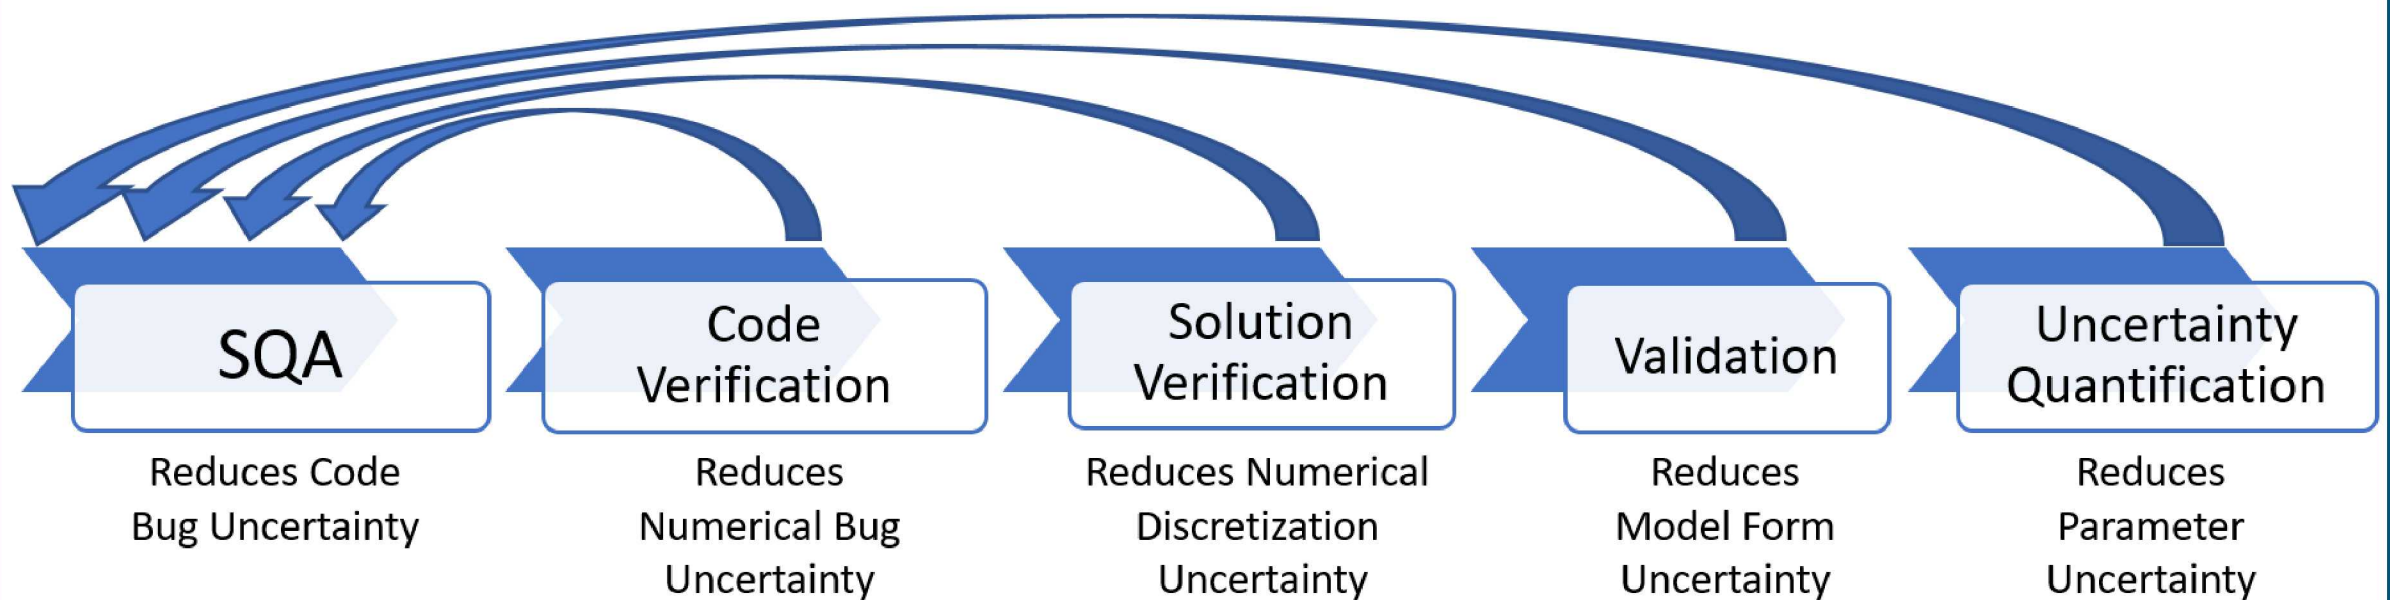 SQA
Reduces Code
Bug Uncertainty
Code
Verification
Reduces
Numerical Bug
Uncertainty
Solution
Verification
Reduces Numerical
Discretization
Uncertainty
Validation
Reduces
Model Form
Uncertainty
Uncertainty
Quantification
Reduces
Parameter
Uncertainty